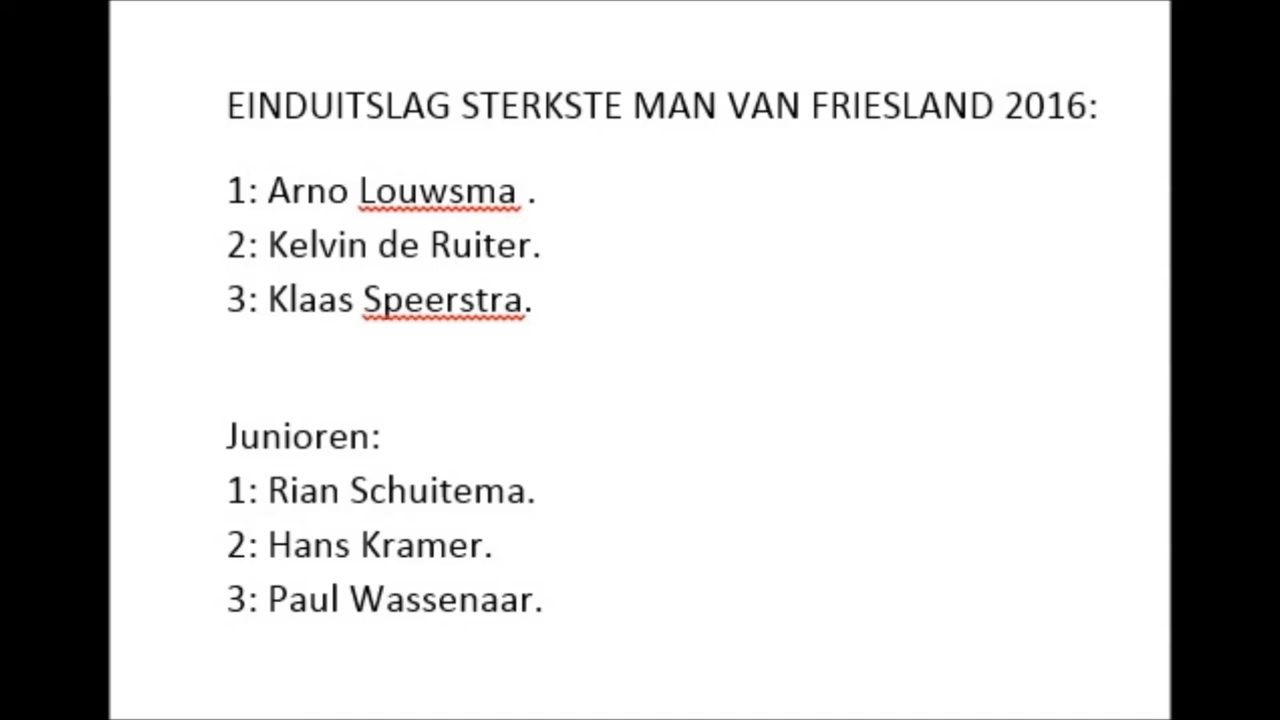 EINDUITSLAG STERKSTE MAN VAN FRIESLAND 2016:
1: Arno Louwsma .
2: Kelvin de Ruiter.
3: Klaas Speerstra.
Junioren:
1: Rian Schuitema.
2: Hans Kramer.
3: Paul Wassenaar.